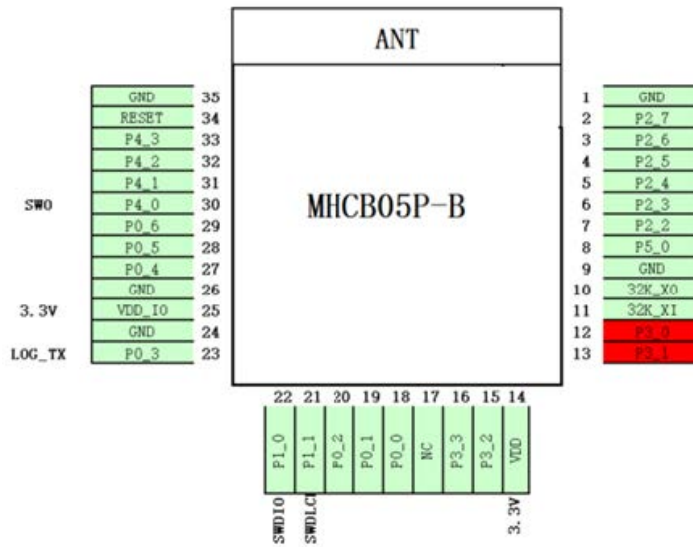 ANT
MHCB05P-B
GND 35
RESET 34
P4_3 33
P4_2 32
P4_1 31
SWO P4_0 30
P0_6 29
P0_5 28
P0_4 27
GND 26
3.3V VDD_IO 25
GND 24
LOG_TX P0_3 23
1 GND
2 P2_7
3 P2_6
4 P2_5
5 P2_4
6 P2_3
7 P2_2
8 P5_0
9 GND
10 32K_XO
11 32K_XI
12 P3_0
13 P3_1
22 21 20 19 18 17 16 15 14
P1_0
P1_1
P0_2
P0_1
P0_0
NC
P3_3
P3_2
VDD
SWDIO
3.3V